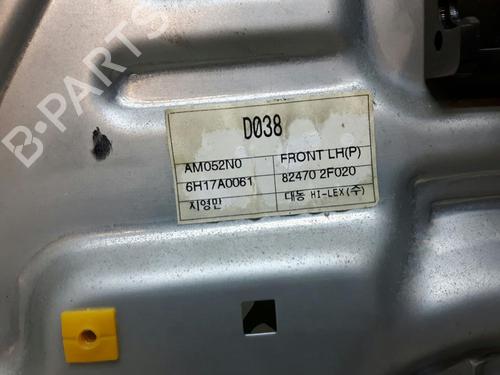 B-PARTS
D038
AM052N0 FRONT LH(P)
6H17A0061 82470 2F020
지영민 대동 HI-LEX(주)